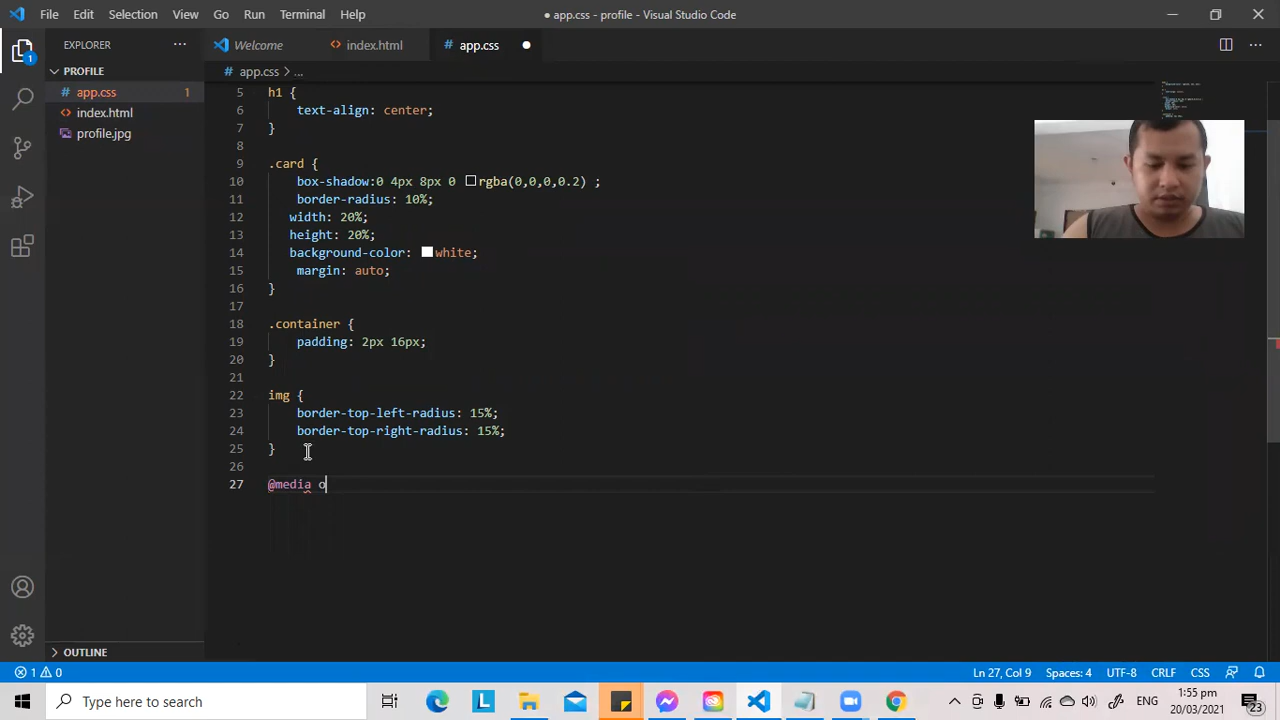 File Edit Selection View Go Run Terminal Help
● app.css - profile - Visual Studio Code
EXPLORER ···
Welcome index.html app.css ●
PROFILE
app.css 1
index.html
profile.jpg
# app.css > ...
5 h1 {
6 text-align: center;
7 }
8
9 .card {
10 box-shadow:0 4px 8px 0 rgba(0,0,0,0.2) ;
11 border-radius: 10%;
12 width: 20%;
13 height: 20%;
14 background-color: white;
15 margin: auto;
16 }
17
18 .container {
19 padding: 2px 16px;
20 }
21
22 img {
23 border-top-left-radius: 15%;
24 border-top-right-radius: 15%;
25 }
26
27 @media o
1
OUTLINE
1 0
Ln 27, Col 9 Spaces: 4 UTF-8 CRLF CSS
Type here to search
ENG
1:55 pm
20/03/2021
23